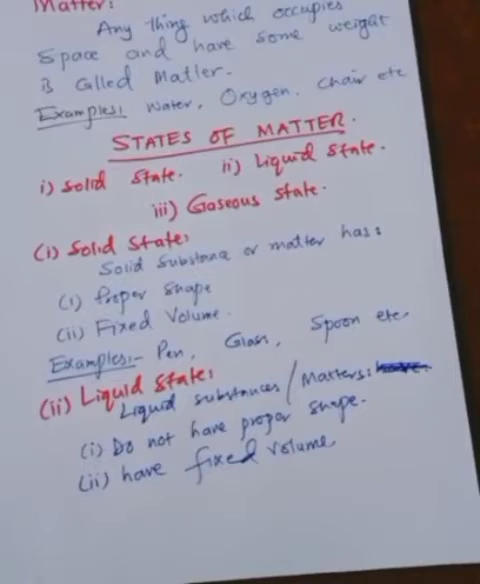 Matter:
Any thing which occupies
Space and have some weight
is Called Matter.
Examples: Water, Oxygen. Chair etc
STATES OF MATTER.
i) Solid State. ii) Liquid State.
iii) Gaseous State.
(i) Solid State:
Solid Substance or matter has:
(i) Proper Shape
(ii) Fixed Volume.
Examples:- Pen, Glass, Spoon etc
(ii) Liquid State:
Liquid substances / Matters:
(i) Do not have proper shape.
(ii) have fixed volume